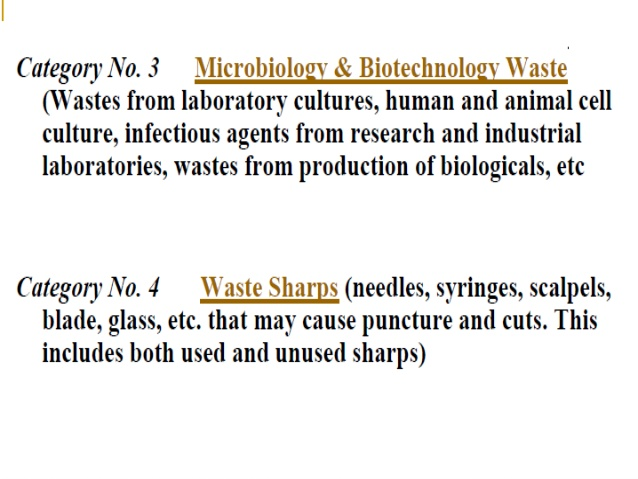 Category No. 3 Microbiology & Biotechnology Waste
(Wastes from laboratory cultures, human and animal cell
culture, infectious agents from research and industrial
laboratories, wastes from production of biologicals, etc
Category No. 4 Waste Sharps (needles, syringes, scalpels,
blade, glass, etc. that may cause puncture and cuts. This
includes both used and unused sharps)